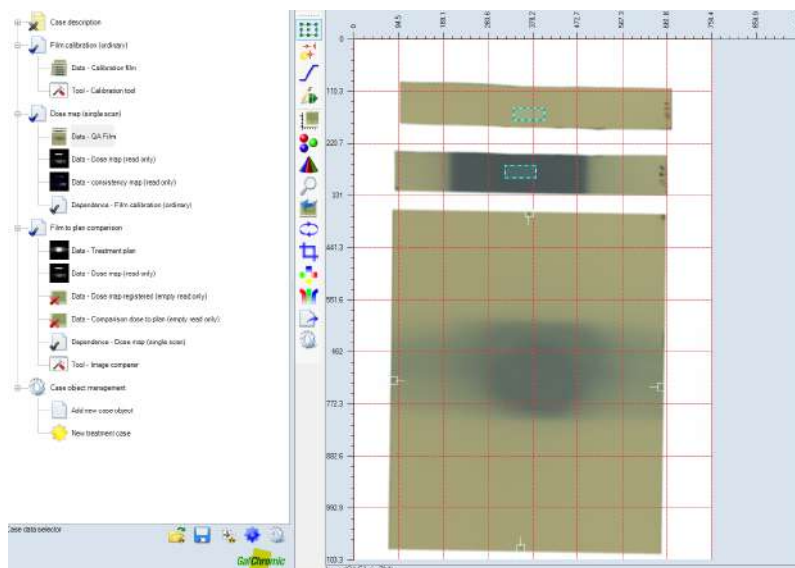 Case description
Film calibration (ordinary)
Data - Calibration film
Tool - Calibration tool
Dose map (single scan)
Data - QA Film
Data - Dose map (read only)
Data - consistency map (read only)
Dependence - Film calibration (ordinary)
Film to plan comparison
Data - Treatment plan
Data - Dose map (read only)
Data - Dose map registered (empty read only)
Data - Comparison dose to plan (empty read only)
Dependence - Dose map (single scan)
Tool - Image comparer
Case object management
Add new case object
New treatment case
Case data selector
GafChromic
0
94.5
189.1
283.6
378.2
472.7
567.3
661.8
756.4
850.9
0
110.3
220.7
331
441.3
551.6
662
772.3
882.6
992.9